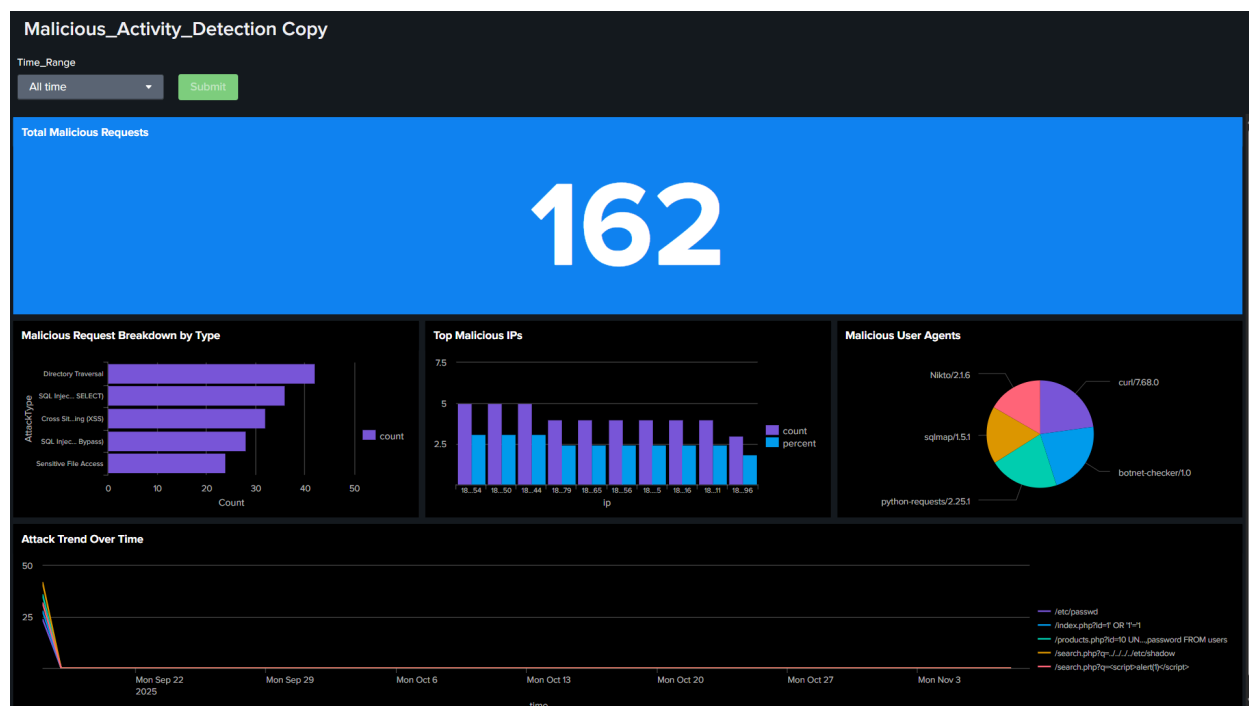 Malicious_Activity_Detection Copy
Time_Range
All time
Submit
Total Malicious Requests
162
Malicious Request Breakdown by Type
AttackType
Directory Traversal
SQL Injec... SELECT)
Cross Sit...ing (XSS)
SQL Injec... Bypass)
Sensitive File Access
0 10 20 30 40 50
Count
count
Top Malicious IPs
7.5
5
2.5
18...54 18...50 18...44 18...79 18...65 18...56 18...5 18...16 18...11 18...96
ip
count
percent
Malicious User Agents
Nikto/2.1.6
curl/7.68.0
sqlmap/1.5.1
botnet-checker/1.0
python-requests/2.25.1
Attack Trend Over Time
50
25
Mon Sep 22 Mon Sep 29 Mon Oct 6 Mon Oct 13 Mon Oct 20 Mon Oct 27 Mon Nov 3
2025
time
/etc/passwd
/index.php?id=1' OR '1'='1
/products.php?id=10 UN...,password FROM users
/search.php?q=../../../../etc/shadow
/search.php?q=<script>alert(1)</script>